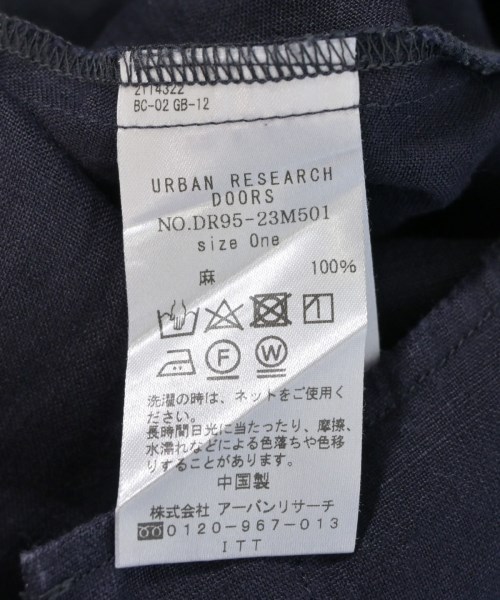 2114322
BC-02 GB-12
URBAN RESEARCH
DOORS
NO.DR95-23M501
size One
麻 100%
F W
洗濯の時は、ネットをご使用く
ださい。
長時間日光に当たったり、摩擦、
水濡れなどによる色落ちや色移
りすることがあります。
中国製
株式会社 アーバンリサーチ
0120-967-013
ITT